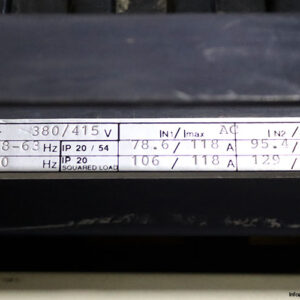 380/415 V IN1/Imax AC IN2/
8-63 Hz IP 20 / 54 78.6 / 118 A 95.4/
0 Hz IP 20 106 / 118 A 129 /
SQUARED LOAD